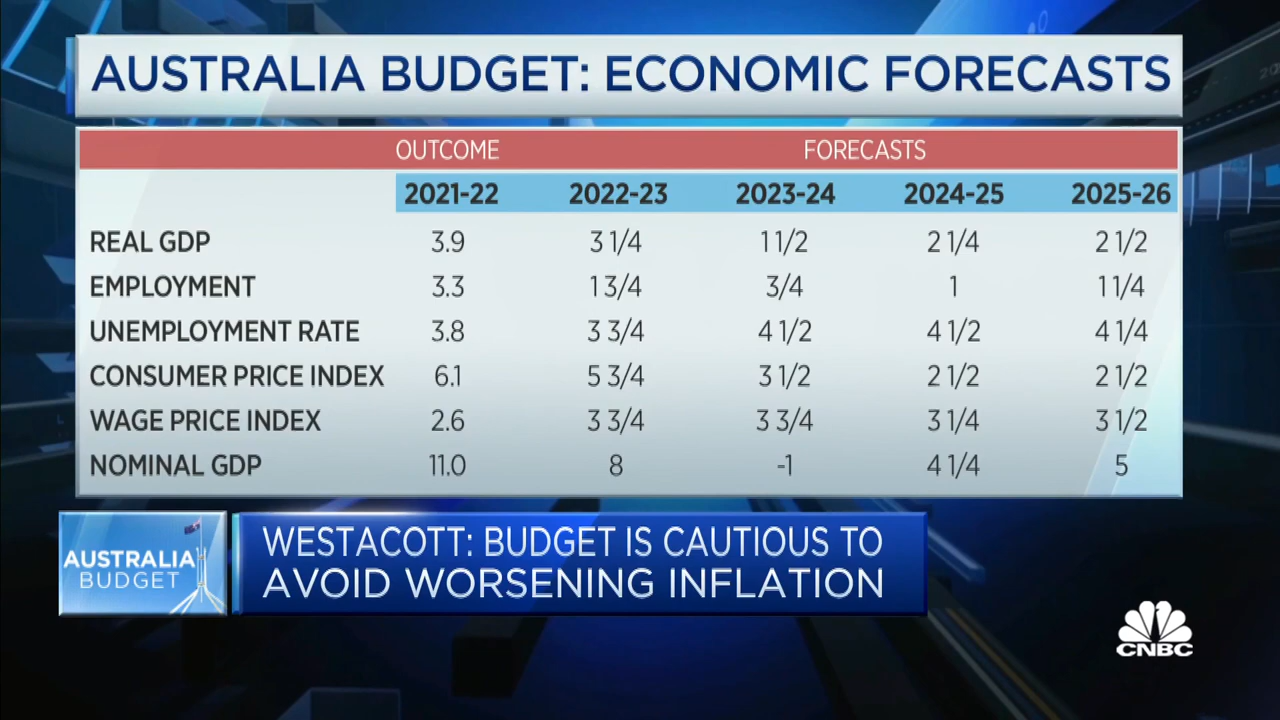 AUSTRALIA BUDGET: ECONOMIC FORECASTS
OUTCOME FORECASTS
2021-22 2022-23 2023-24 2024-25 2025-26
REAL GDP 3.9 3 1/4 1 1/2 2 1/4 2 1/2
EMPLOYMENT 3.3 1 3/4 3/4 1 1 1/4
UNEMPLOYMENT RATE 3.8 3 3/4 4 1/2 4 1/2 4 1/4
CONSUMER PRICE INDEX 6.1 5 3/4 3 1/2 2 1/2 2 1/2
WAGE PRICE INDEX 2.6 3 3/4 3 3/4 3 1/4 3 1/2
NOMINAL GDP 11.0 8 -1 4 1/4 5
AUSTRALIA
BUDGET
WESTACOTT: BUDGET IS CAUTIOUS TO
AVOID WORSENING INFLATION
CNBC